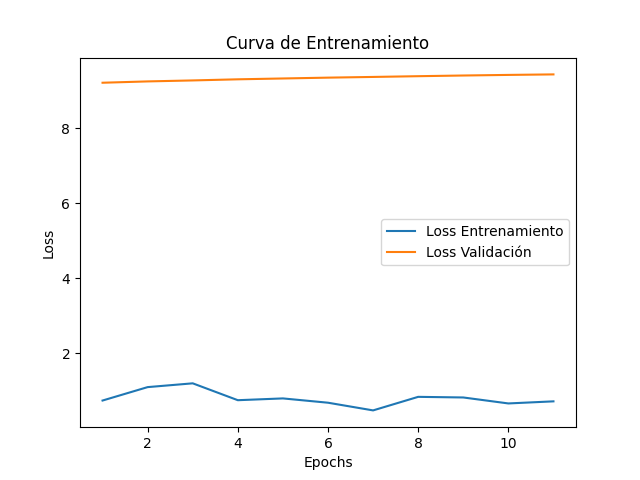 Curva de Entrenamiento
Loss
8
6
4
2
Loss Entrenamiento
Loss Validación
2
4
6
8
10
Epochs